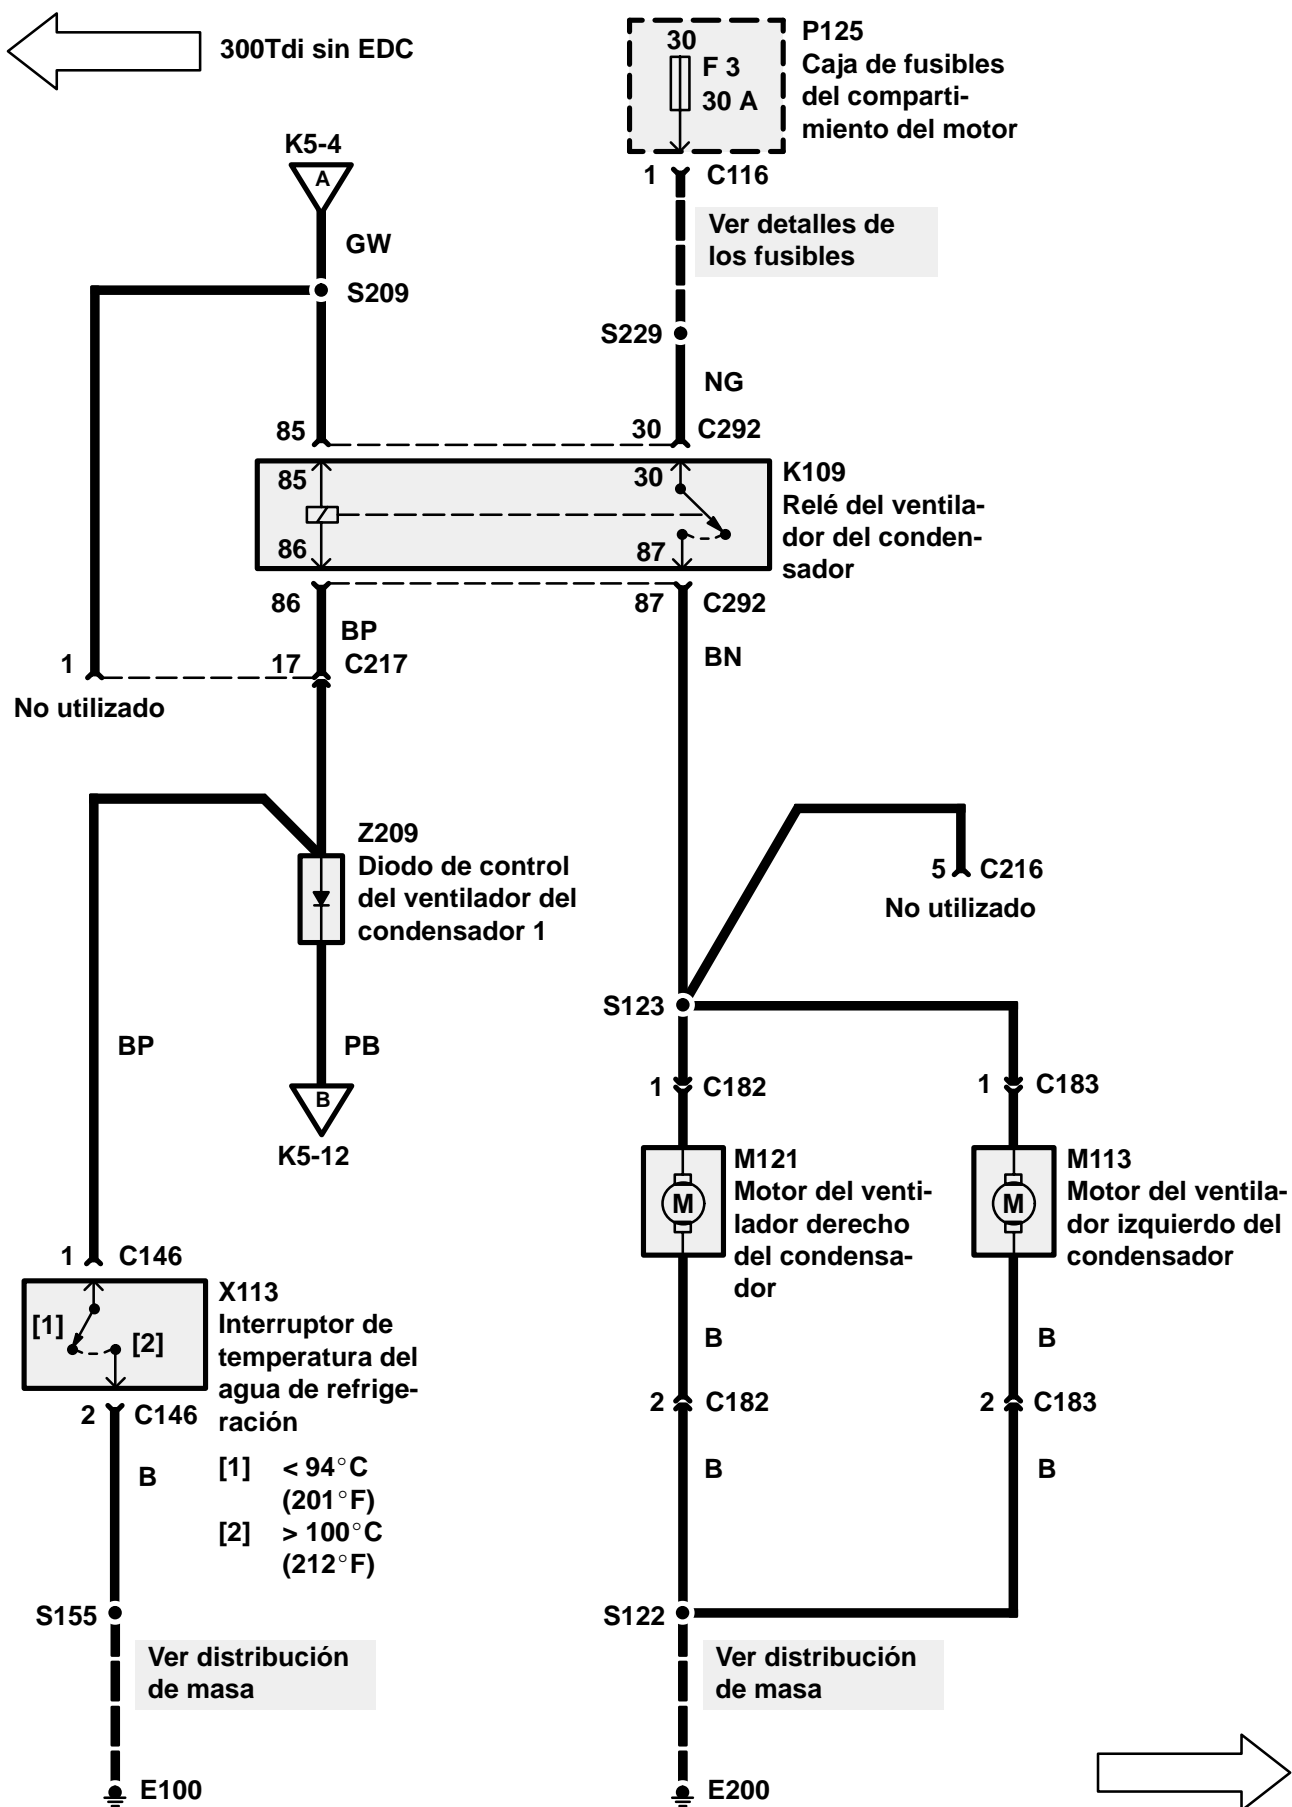 300Tdi sin EDC
30
F 3
30 A
P125
Caja de fusibles
del comparti-
miento del motor
K5-4
A
1
C116
GW
Ver detalles de
los fusibles
S209
S229
NG
85
30
C292
85
30
86
87
K109
Relé del ventila-
dor del conden-
sador
86
87
C292
BP
BN
1
17
C217
No utilizado
Z209
Diodo de control
del ventilador del
condensador 1
5
C216
No utilizado
S123
BP
PB
B
K5-12
1
C182
1
C183
M
M121
Motor del venti-
lador derecho
del condensa-
dor
M
M113
Motor del ventila-
dor izquierdo del
condensador
1
C146
[1]
[2]
X113
Interruptor de
temperatura del
agua de refrige-
ración
[1] < 94°C
(201°F)
[2] > 100°C
(212°F)
2
C146
B
B
B
2
C182
2
C183
B
B
S155
S122
Ver distribución
de masa
Ver distribución
de masa
E100
E200